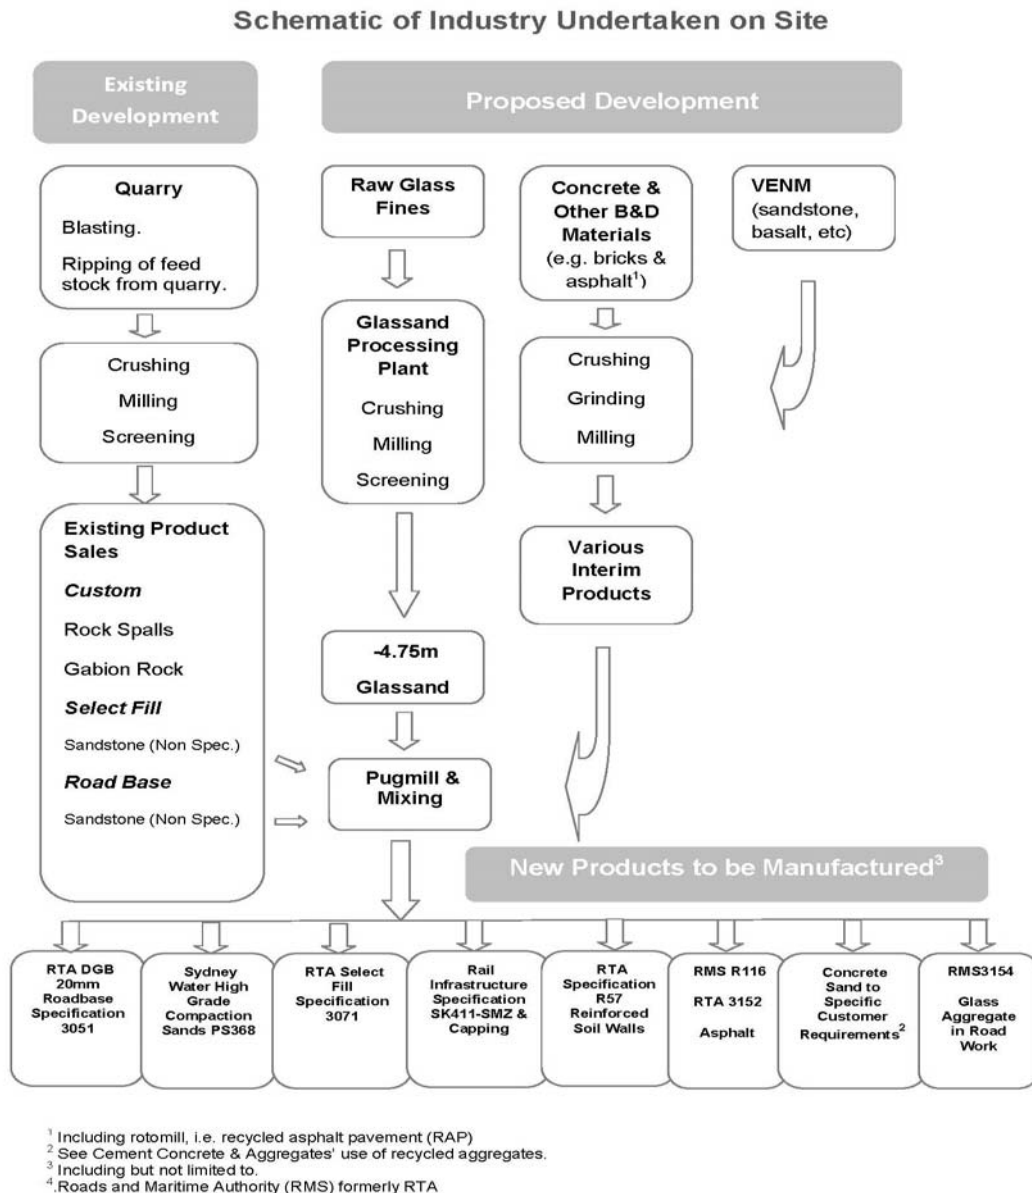 Schematic of Industry Undertaken on Site
Existing
Development
Proposed Development
Quarry
Blasting.
Ripping of feed
stock from quarry.
Crushing
Milling
Screening
Existing Product
Sales
Custom
Rock Spalls
Gabion Rock
Select Fill
Sandstone (Non Spec.)
Road Base
Sandstone (Non Spec.)
Raw Glass
Fines
Glassand
Processing
Plant
Crushing
Milling
Screening
-4.75m
Glassand
Pugmill &
Mixing
Concrete &
Other B&D
Materials
(e.g. bricks &
asphalt¹)
Crushing
Grinding
Milling
Various
Interim
Products
VENM
(sandstone,
basalt, etc)
New Products to be Manufactured³
RTA DGB
20mm
Roadbase
Specification
3051
Sydney
Water High
Grade
Compaction
Sands PS368
RTA Select
Fill
Specification
3071
Rail
Infrastructure
Specification
SK411-SMZ &
Capping
RTA
Specification
R57
Reinforced
Soil Walls
RMS R116
RTA 3152
Asphalt
Concrete
Sand to
Specific
Customer
Requirements²
RMS3154
Glass
Aggregate
in Road
Work
¹ Including rotomill, i.e. recycled asphalt pavement (RAP)
² See Cement Concrete & Aggregates' use of recycled aggregates.
³ Including but not limited to.
⁴.Roads and Maritime Authority (RMS) formerly RTA